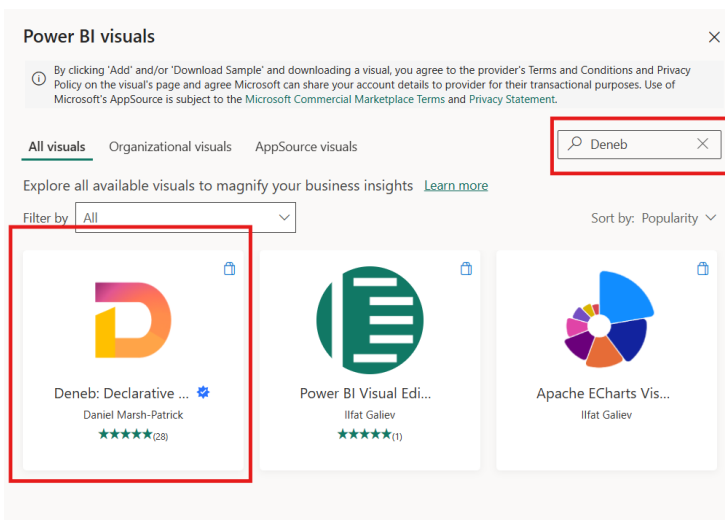 Power BI visuals
By clicking 'Add' and/or 'Download Sample' and downloading a visual, you agree to the provider's Terms and Conditions and Privacy
Policy on the visual's page and agree Microsoft can share your account details to provider for their transactional purposes. Use of
Microsoft's AppSource is subject to the Microsoft Commercial Marketplace Terms and Privacy Statement.
All visuals Organizational visuals AppSource visuals
Deneb
Explore all available visuals to magnify your business insights Learn more
Filter by All
Sort by: Popularity
Deneb: Declarative ...
Daniel Marsh-Patrick
(28)
Power BI Visual Edi...
Ilfat Galiev
(1)
Apache ECharts Vis...
Ilfat Galiev